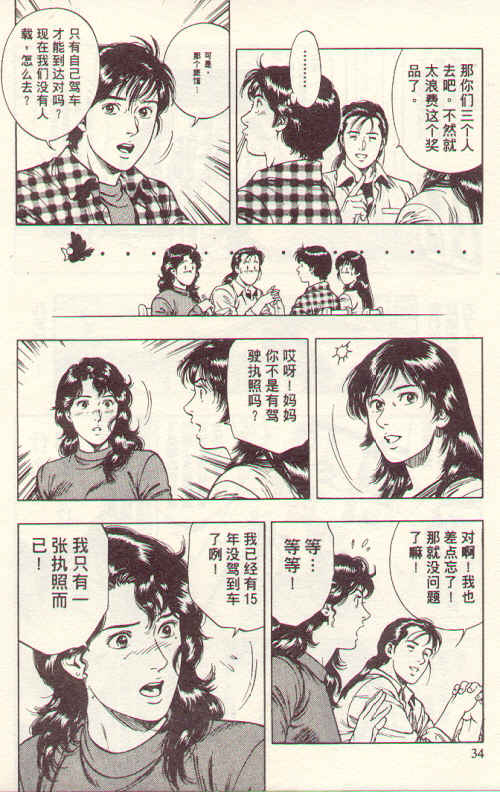 那你们三个人
去吧。不然就
太浪费这个奖
品了。
………
可是，
那个旅馆！
只有自己驾车
才能到达对吗？
现在我们没有人
载，怎么去？
哎呀！妈妈
你不是有驾
驶执照吗？
对啊！我也
差点忘了！
那就没问题
了嘛！
等…
等等！
我已经有15
年没驾到车
了咧！
我只有一
张执照而
已！
34